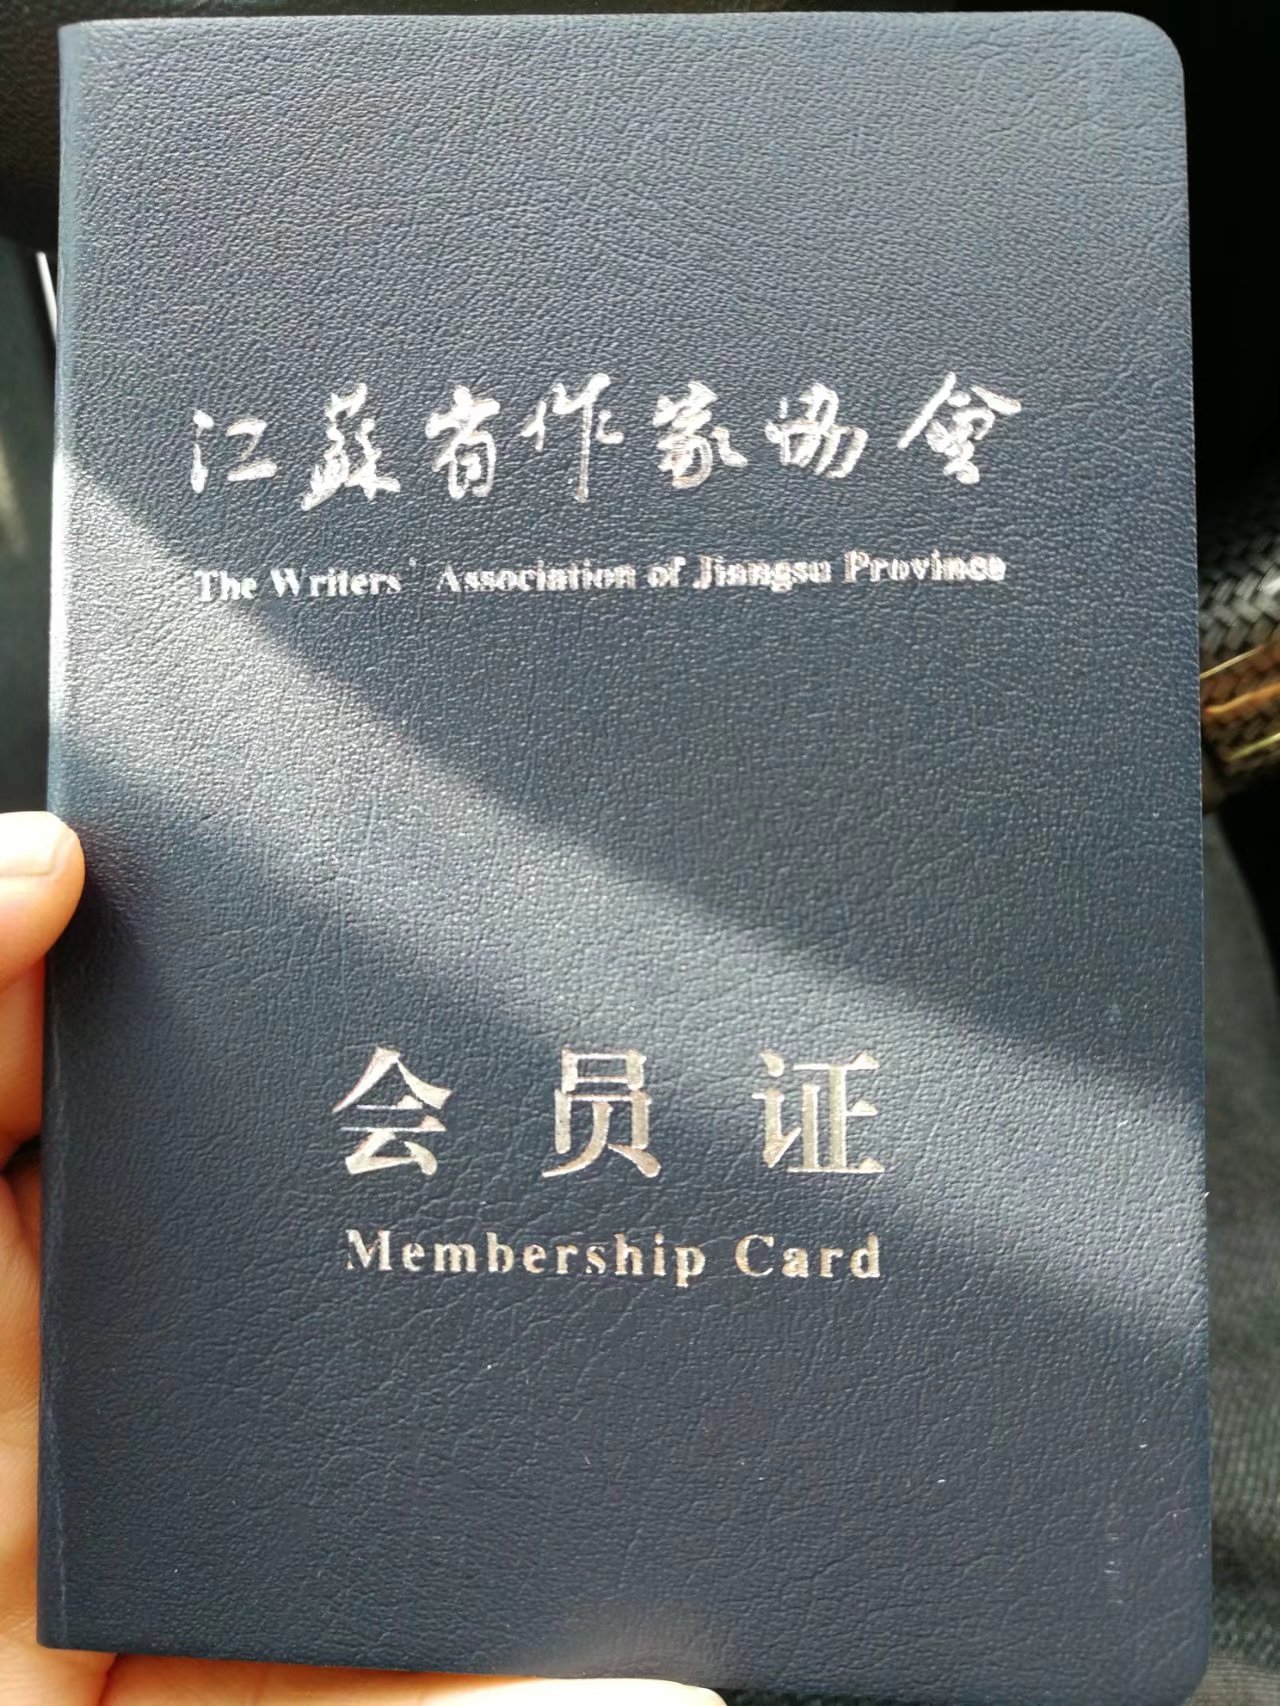 江蘇省作家協會
The Writers' Association of Jiangsu Province
会员证
Membership Card